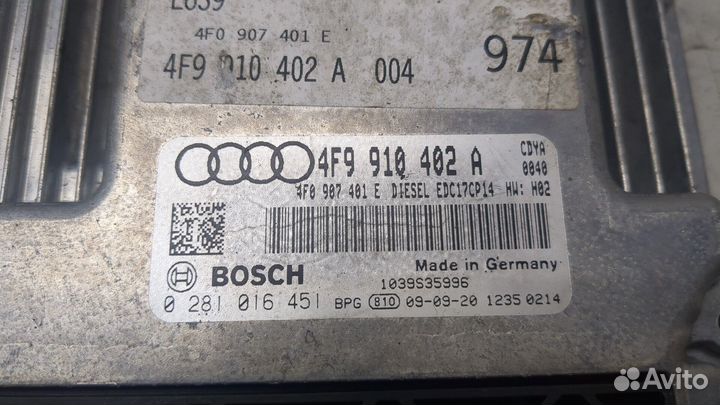 4F0 907 401 E
4F9 910 402 A 004 974
4F9 910 402 A CDYA 0040
4F0 907 401 E DIESEL EDC17CP14 HW: H02
BOSCH Made in Germany
1039S35996
0 281 016 451 BPG 810 09-09-20 1235 0214
Avito